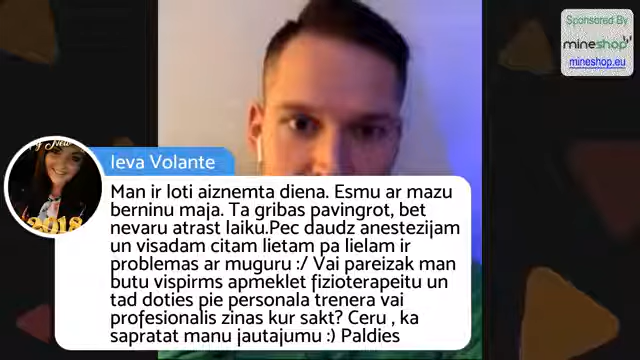 Sponsored By
mineshop
mineshop.eu
Ieva Volante
Man ir loti aiznemta diena. Esmu ar mazu
berninu maja. Ta gribas pavingrot, bet
nevaru atrast laiku.Pec daudz anestezijam
un visadam citam lietam pa lielam ir
problemas ar muguru :/ Vai pareizak man
butu vispirms apmeklet fizioterapeitu un
tad doties pie personala trenera vai
profesionalis zinas kur sakt? Ceru , ka
sapratat manu jautajumu :) Paldies
2018